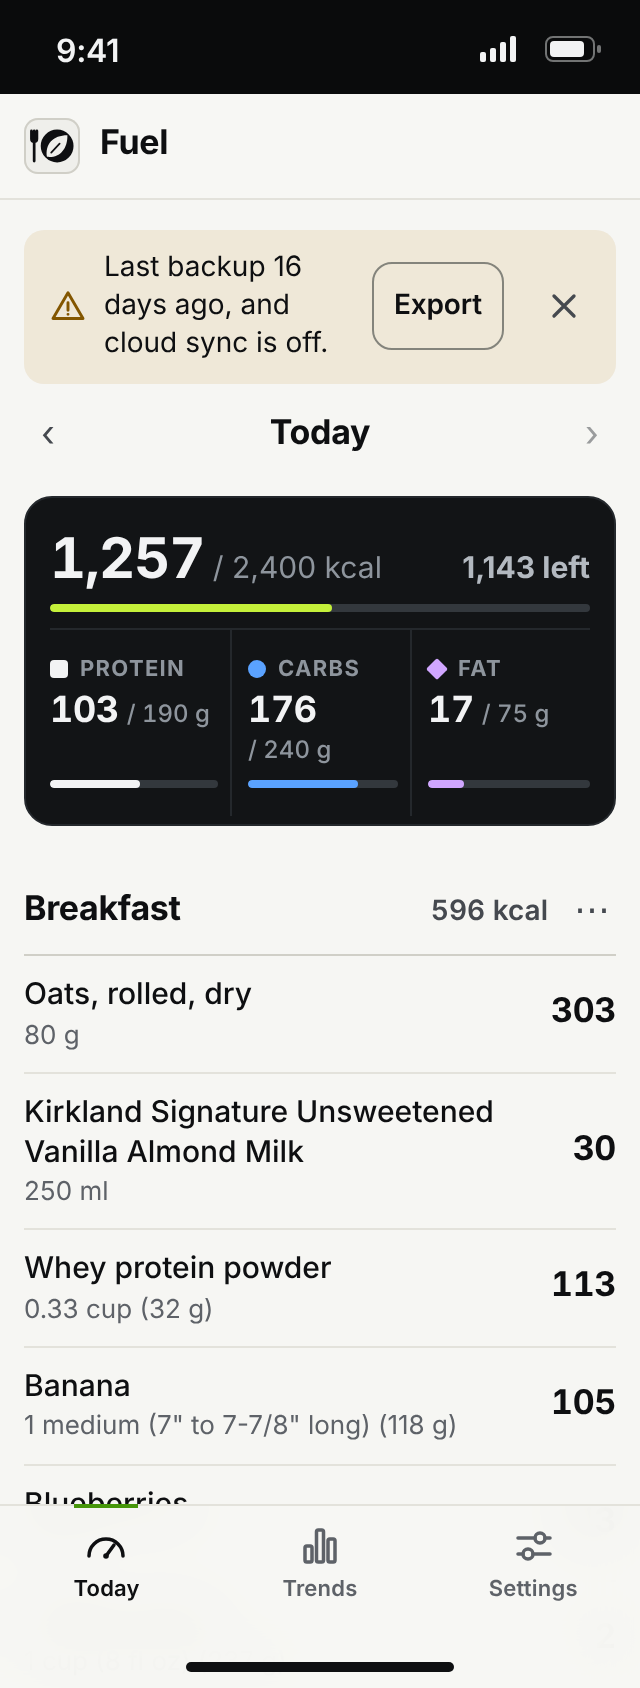 9:41
Fuel
Last backup 16
days ago, and
cloud sync is off.
Export
‹ Today ›
1,257 / 2,400 kcal 1,143 left
PROTEIN CARBS FAT
103 / 190 g 176 17 / 75 g
/ 240 g
Breakfast 596 kcal ···
Oats, rolled, dry
303
80 g
Kirkland Signature Unsweetened
Vanilla Almond Milk
30
250 ml
Whey protein powder
113
0.33 cup (32 g)
Banana
105
1 medium (7" to 7-7/8" long) (118 g)
Blueberries
Today Trends Settings